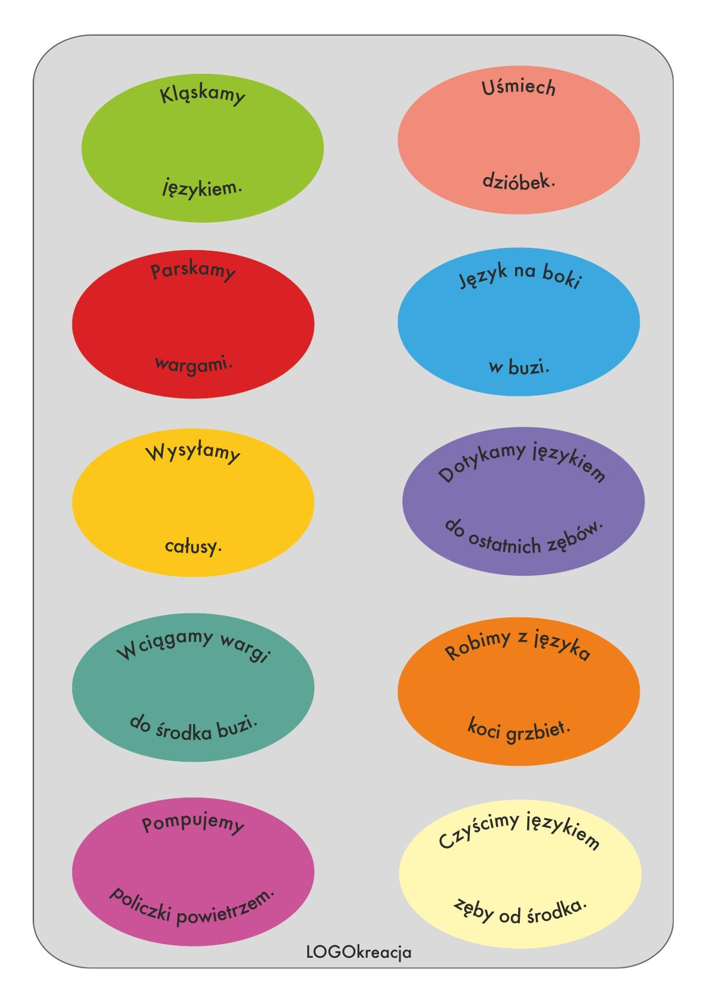 Kląskamy
językiem.
Uśmiech
dzióbek.
Parskamy
wargami.
Język na boki
w buzi.
Wysyłamy
całusy.
Dotykamy językiem
do ostatnich zębów.
Wciągamy wargi
do środka buzi.
Robimy z języka
koci grzbiet.
Pompujemy
policzki powietrzem.
Czyścimy językiem
zęby od środka.
LOGOkreacja